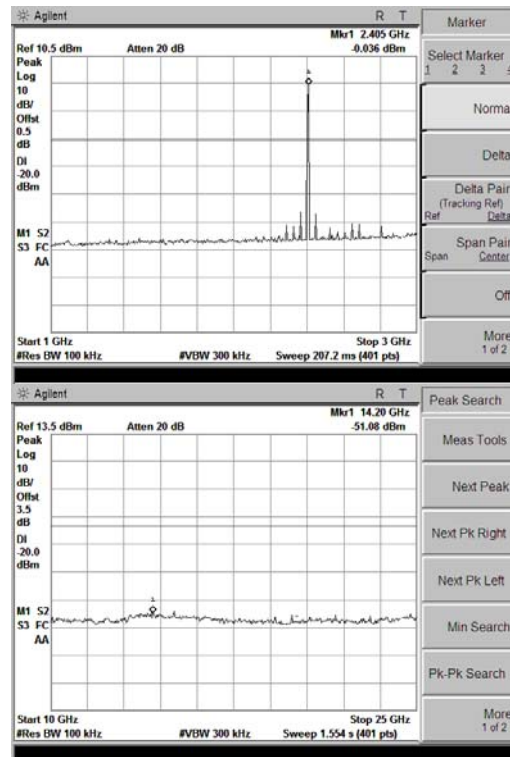 Agilent R T
Mkr1 2.405 GHz
Ref 10.5 dBm Atten 20 dB -0.036 dBm
Peak
Log
10
dB/
Offst
0.5
dB
DI
-20.0
dBm
M1 S2
S3 FC
AA
1
Start 1 GHz Stop 3 GHz
#Res BW 100 kHz #VBW 300 kHz Sweep 207.2 ms (401 pts)
Marker
Select Marker
1 2 3 4
Norma
Delta
Delta Pair
(Tracking Ref)
Ref Delta
Span Pair
Span Center
Off
More
1 of 2
Agilent R T
Mkr1 14.20 GHz
Ref 13.5 dBm Atten 20 dB -51.08 dBm
Peak
Log
10
dB/
Offst
3.5
dB
DI
-20.0
dBm
1
M1 S2
S3 FC
AA
Start 10 GHz Stop 25 GHz
#Res BW 100 kHz #VBW 300 kHz Sweep 1.554 s (401 pts)
Peak Search
Meas Tools
Next Peak
Next Pk Right
Next Pk Left
Min Search
Pk-Pk Search
More
1 of 2